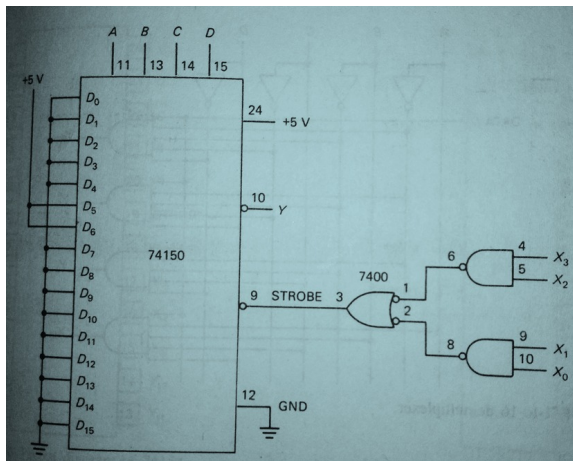 A B C D
11 13 14 15
+5 V
D0
D1
D2
D3
D4
D5
D6
D7
D8
D9
D10
D11
D12
D13
D14
D15
74150
24 +5 V
10 Y
9 STROBE 3
7400
1
2
6
4 X3
5 X2
8
9 X1
10 X0
12 GND